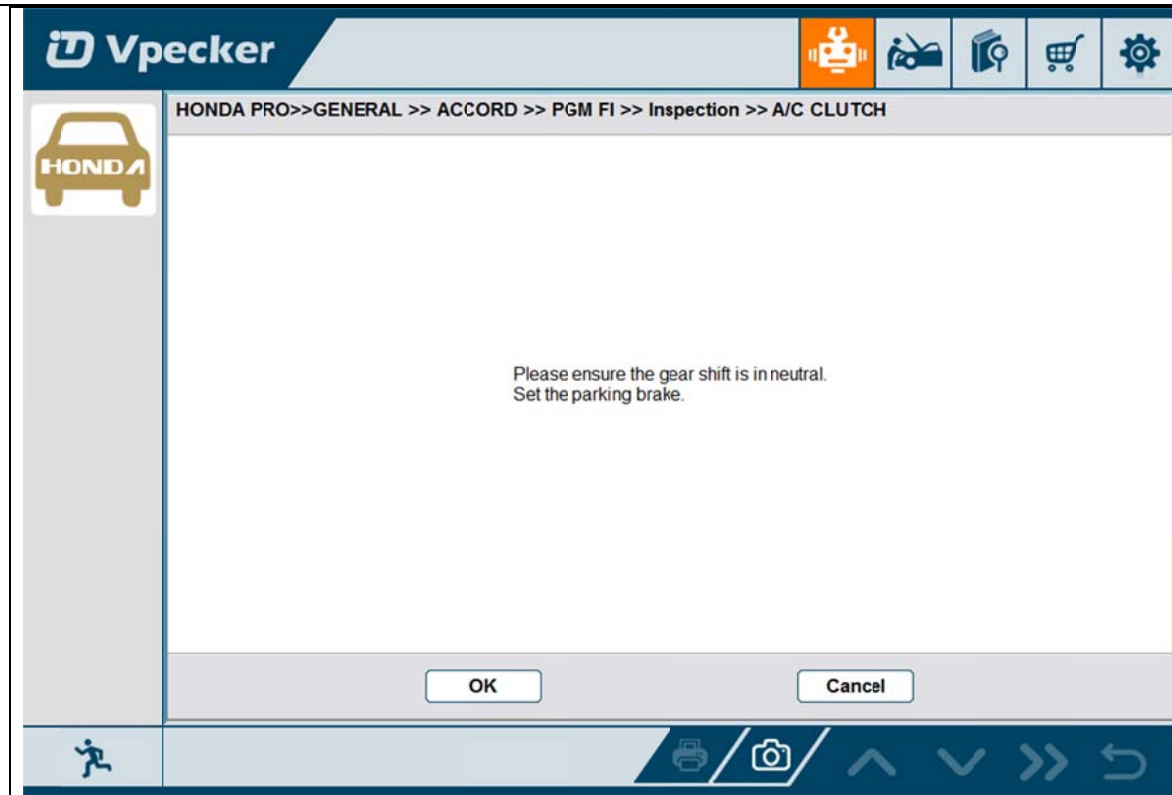 Vpecker
HONDA PRO>>GENERAL >> ACCORD >> PGM FI >> Inspection >> A/C CLUTCH
HONDA
Please ensure the gear shift is in neutral.
Set the parking brake.
OK
Cancel